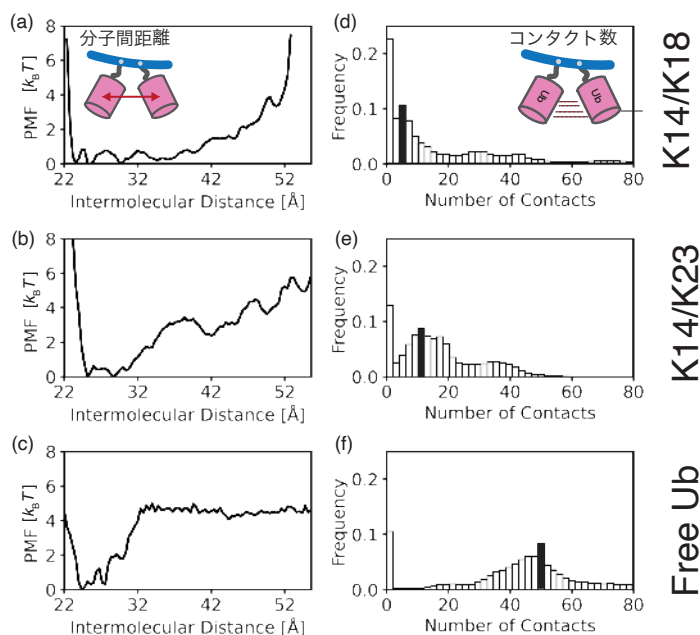 (a)
8
6
4
2
0
PMF [k_BT]
分子間距離
22 32 42 52
Intermolecular Distance [Å]
(d)
0.2
0.1
0.0
Frequency
コンタクト数
Ub
Ub
0 20 40 60 80
Number of Contacts
K14/K18
(b)
8
6
4
2
0
PMF [k_BT]
22 32 42 52
Intermolecular Distance [Å]
(e)
0.2
0.1
0.0
Frequency
0 20 40 60 80
Number of Contacts
K14/K23
(c)
8
6
4
2
0
PMF [k_BT]
22 32 42 52
Intermolecular Distance [Å]
(f)
0.2
0.1
0.0
Frequency
0 20 40 60 80
Number of Contacts
Free Ub